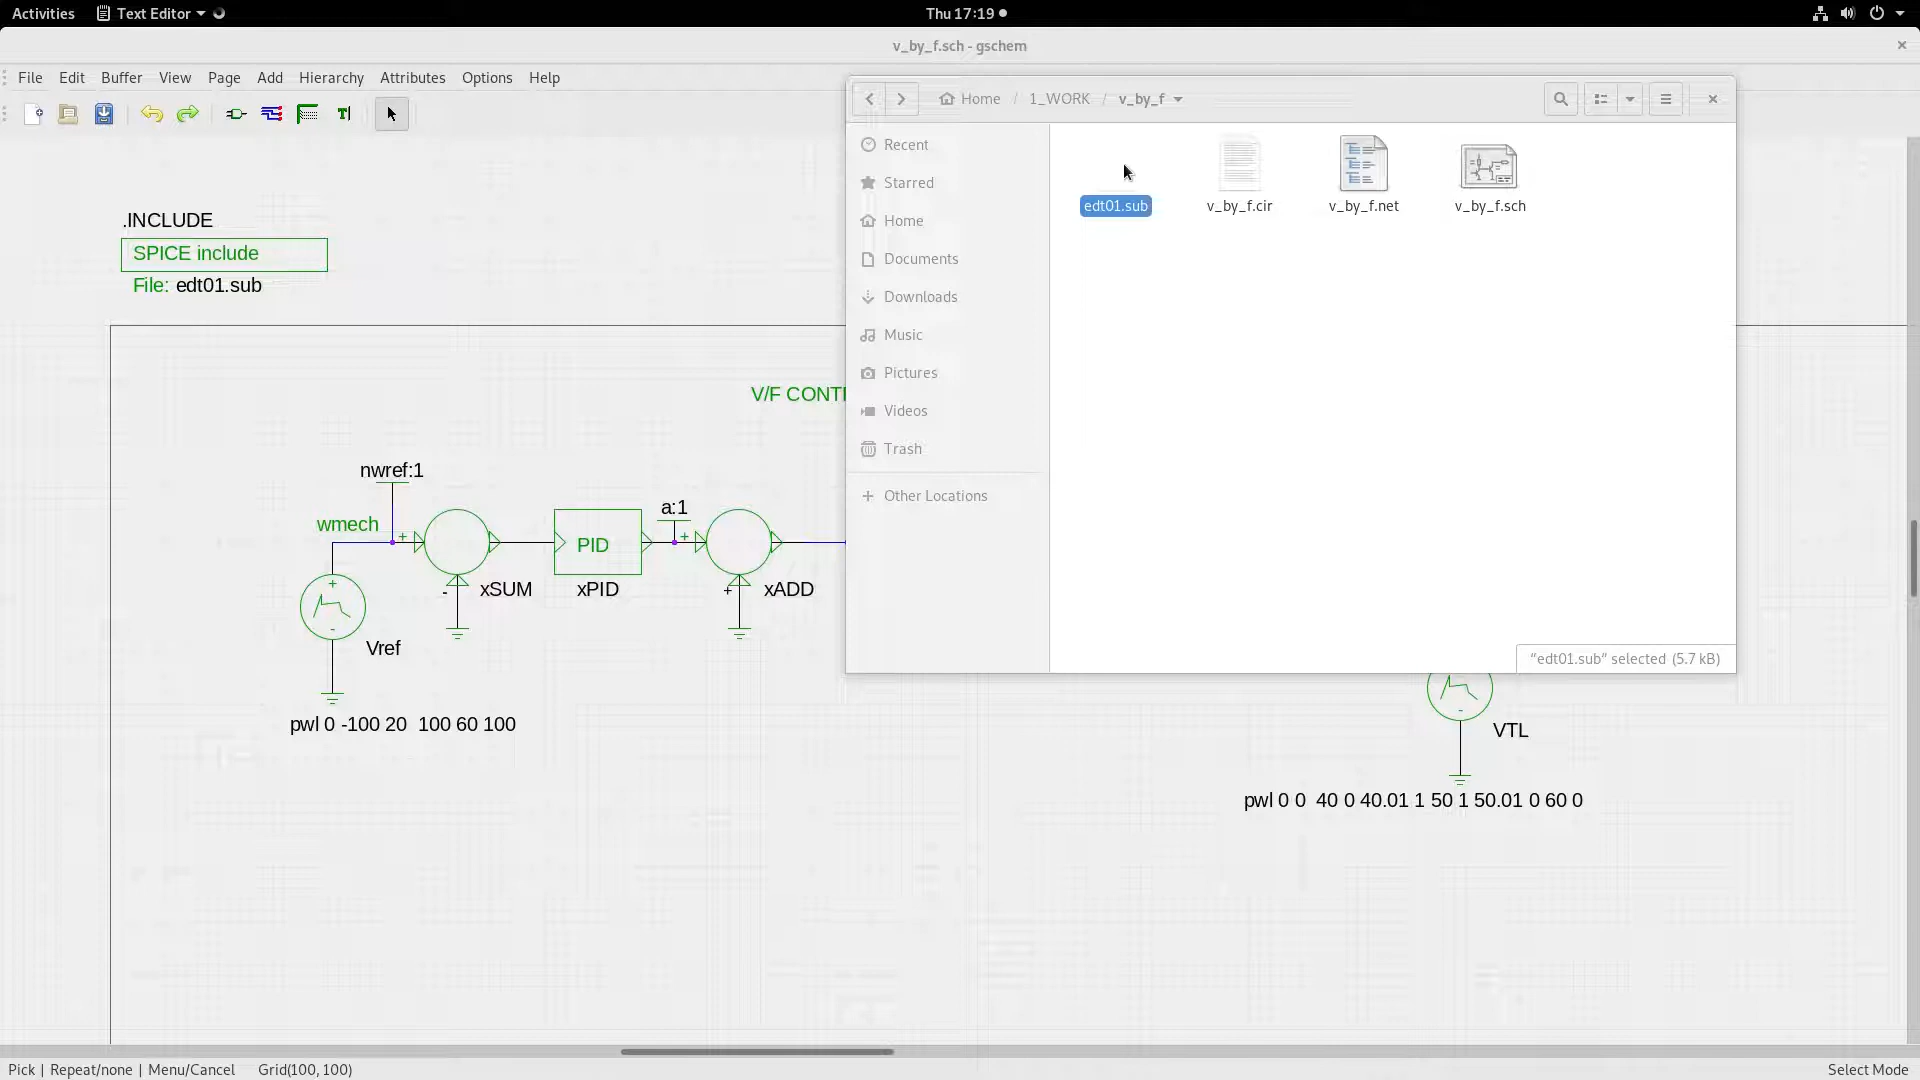 Activities Text Editor Thu 17:19
v_by_f.sch - gschem
File Edit Buffer View Page Add Hierarchy Attributes Options Help
Home / 1_WORK / v_by_f
Recent
Starred
Home
Documents
Downloads
Music
Pictures
Videos
Trash
+ Other Locations
edt01.sub v_by_f.cir v_by_f.net v_by_f.sch
"edt01.sub" selected (5.7 kB)
.INCLUDE
SPICE include
File: edt01.sub
V/F CONT
nwref:1
wmech
+
a:1
+
PID
+
-
Vref
-
xSUM
xPID
+
xADD
pwl 0 -100 20 100 60 100
-
VTL
pwl 0 0 40 0 40.01 1 50 1 50.01 0 60 0
Pick | Repeat/none | Menu/Cancel Grid(100, 100) Select Mode